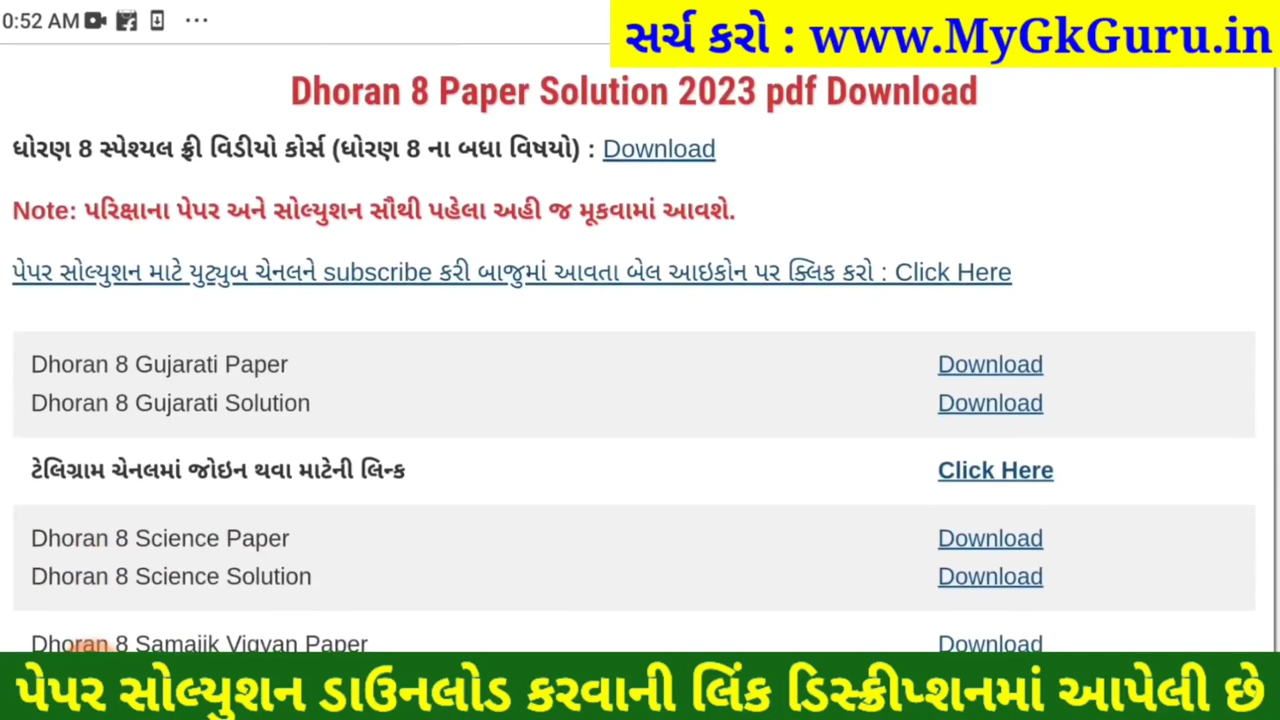 0:52 AM ...
સર્ચ કરો : www.MyGkGuru.in
Dhoran 8 Paper Solution 2023 pdf Download
ધોરણ 8 સ્પેશ્યલ ફ્રી વિડીયો કોર્સ (ધોરણ 8 ના બધા વિષયો) : Download
Note: પરિક્ષાના પેપર અને સોલ્યુશન સૌથી પહેલા અહી જ મૂકવામાં આવશે.
પેપર સોલ્યુશન માટે યુટ્યુબ ચેનલને subscribe કરી બાજુમાં આવતા બેલ આઇકોન પર ક્લિક કરો : Click Here
Dhoran 8 Gujarati Paper Download
Dhoran 8 Gujarati Solution Download
ટેલિગ્રામ ચેનલમાં જોઇન થવા માટેની લિન્ક Click Here
Dhoran 8 Science Paper Download
Dhoran 8 Science Solution Download
Dhoran 8 Samajik Vigyan Paper Download
પેપર સોલ્યુશન ડાઉનલોડ કરવાની લિંક ડિસ્ક્રીપ્શનમાં આપેલી છે